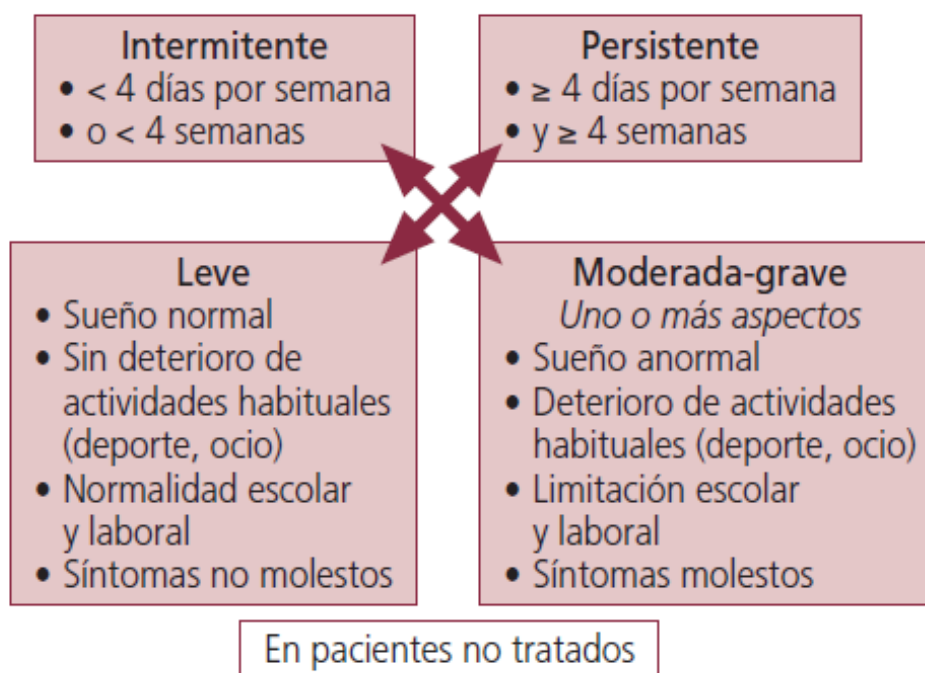 Intermitente
• < 4 días por semana
• o < 4 semanas
Persistente
• ≥ 4 días por semana
• y ≥ 4 semanas
Leve
• Sueño normal
• Sin deterioro de
actividades habituales
(deporte, ocio)
• Normalidad escolar
y laboral
• Síntomas no molestos
Moderada-grave
Uno o más aspectos
• Sueño anormal
• Deterioro de actividades
habituales (deporte, ocio)
• Limitación escolar
y laboral
• Síntomas molestos
En pacientes no tratados